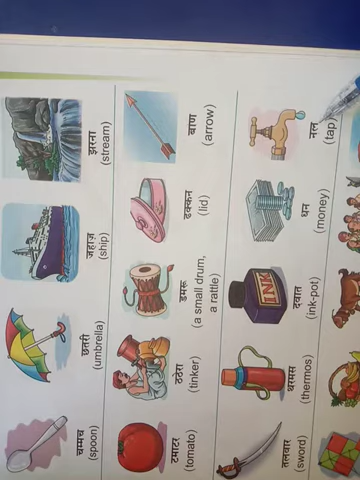 चम्मच
(spoon)
छतरी
(umbrella)
जहाज़
(ship)
झरना
(stream)
टमाटर
(tomato)
ठठेरा
(tinker)
डमरू
(a small drum,
a rattle)
ढक्कन
(lid)
बाण
(arrow)
तलवार
(sword)
थरमस
(thermos)
INK
दवात
(ink-pot)
धन
(money)
नल
(tap)